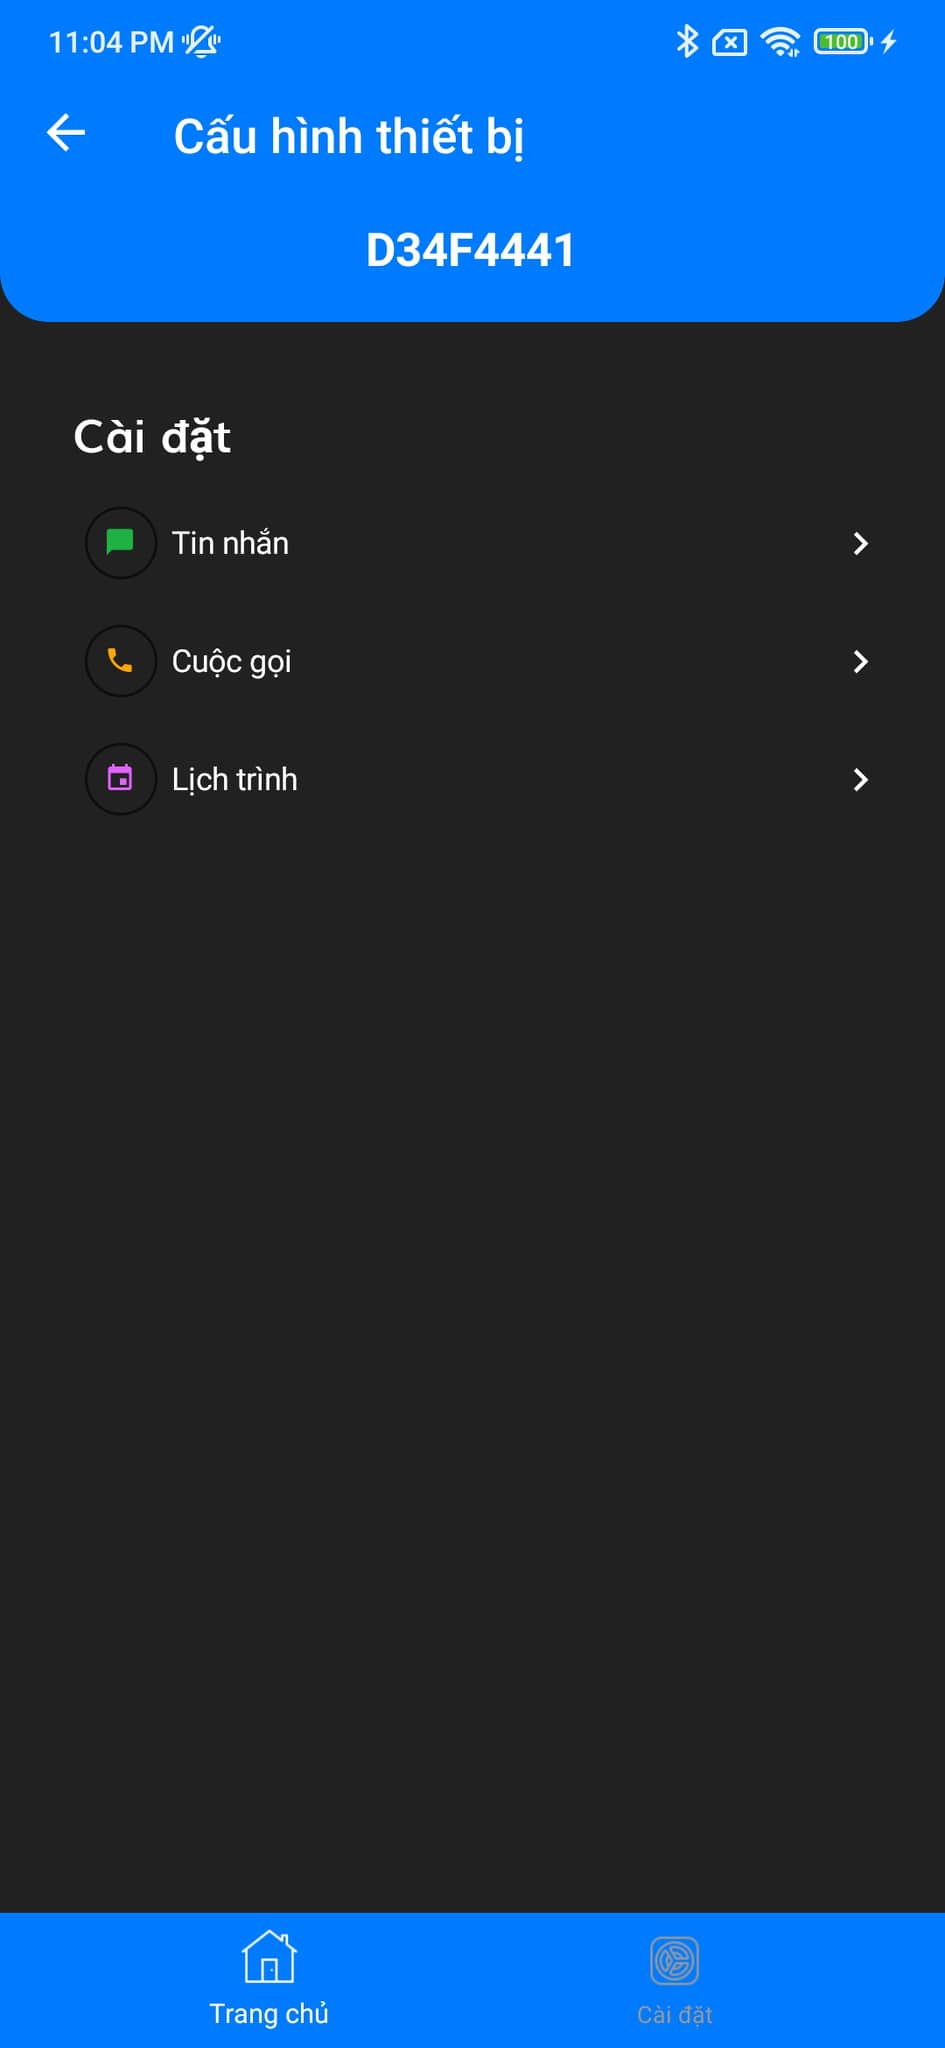 11:04 PM
100
Cấu hình thiết bị
D34F4441
Cài đặt
Tin nhắn
Cuộc gọi
Lịch trình
Trang chủ
Cài đặt